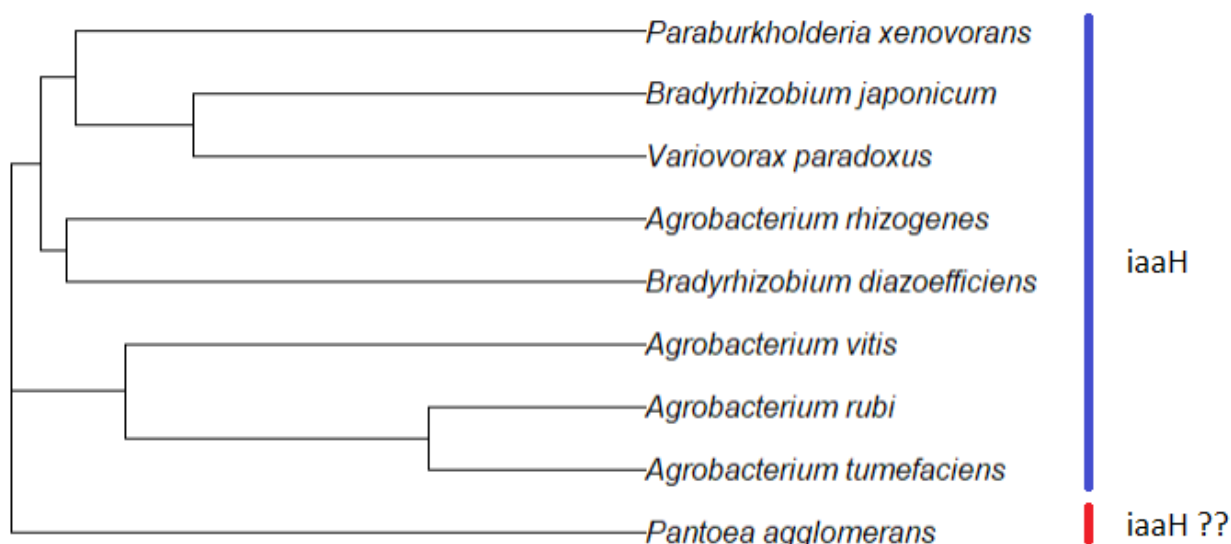 Paraburkholderia xenovorans
Bradyrhizobium japonicum
Variovorax paradoxus
Agrobacterium rhizogenes
Bradyrhizobium diazoefficiens
iaaH
Agrobacterium vitis
Agrobacterium rubi
Agrobacterium tumefaciens
Pantoea agglomerans
iaaH ??